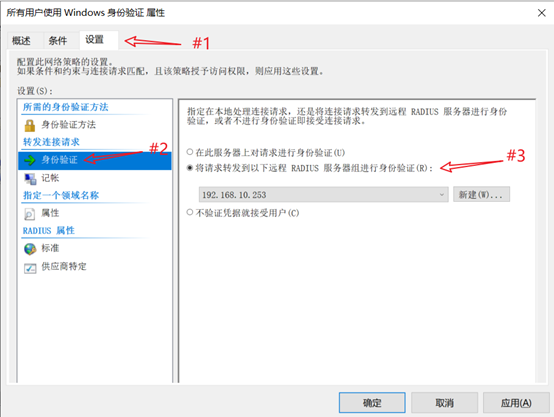 所有用户使用 Windows 身份验证 属性
概述
条件
设置
#1
配置此网络策略的设置。
如果条件和约束与连接请求匹配，且该策略授予访问权限，则应用这些设置。
设置(S):
所需的身份验证方法
身份验证方法
转发连接请求
#2
身份验证
记帐
指定一个领域名称
属性
RADIUS 属性
标准
供应商特定
指定在本地处理连接请求，还是将连接请求转发到远程 RADIUS 服务器进行身份
验证，或者不进行身份验证即接受连接请求。
在此服务器上对请求进行身份验证(U)
将请求转发到以下远程 RADIUS 服务器组进行身份验证(R):
#3
192.168.10.253
新建(W)...
不验证凭据就接受用户(C)
确定
取消
应用(A)